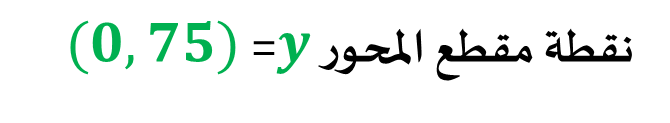 نقطة مقطع المحور y= (0, 75)